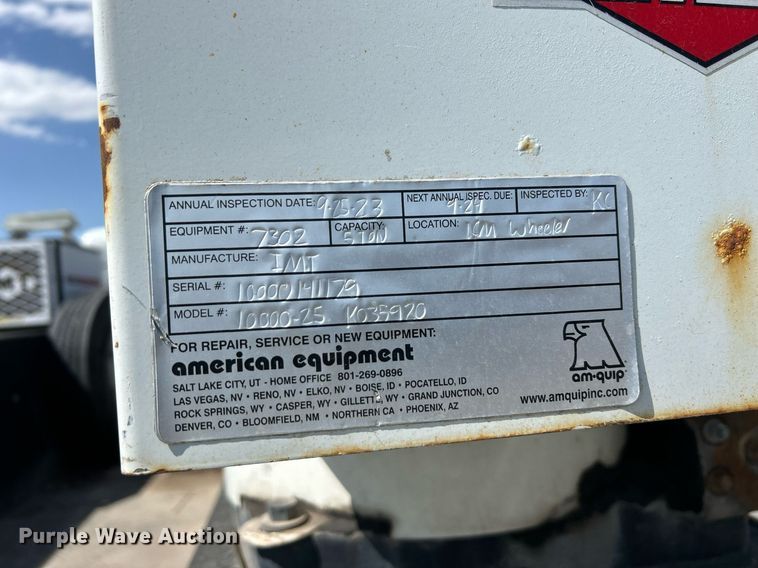 ANNUAL INSPECTION DATE: 9-25-23 NEXT ANNUAL ISPEC. DUE: 9-24 INSPECTED BY: KC
EQUIPMENT #: 7302 CAPACITY: 5 TON LOCATION: Wheeler
MANUFACTURE: IMT
SERIAL #: 10000141179
MODEL #: 10000-25 K035920
FOR REPAIR, SERVICE OR NEW EQUIPMENT:
american equipment
SALT LAKE CITY, UT - HOME OFFICE 801-269-0896
LAS VEGAS, NV • RENO, NV • ELKO, NV • BOISE, ID • POCATELLO, ID
ROCK SPRINGS, WY • CASPER, WY • GILLETTE, WY • GRAND JUNCTION, CO
DENVER, CO • BLOOMFIELD, NM • NORTHERN CA • PHOENIX, AZ
am-quip
www.amquipinc.com
Purple Wave Auction